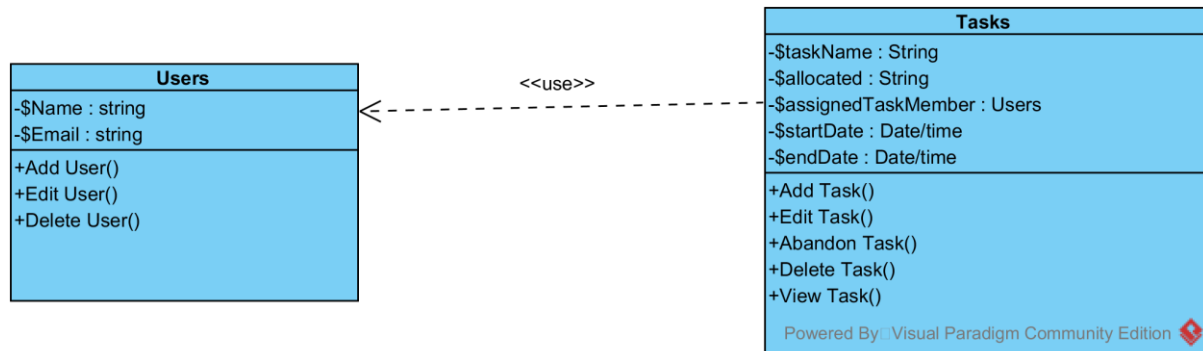 Users
-$Name : string
-$Email : string
+Add User()
+Edit User()
+Delete User()
<<use>>
Tasks
-$taskName : String
-$allocated : String
-$assignedTaskMember : Users
-$startDate : Date/time
-$endDate : Date/time
+Add Task()
+Edit Task()
+Abandon Task()
+Delete Task()
+View Task()
Powered By Visual Paradigm Community Edition